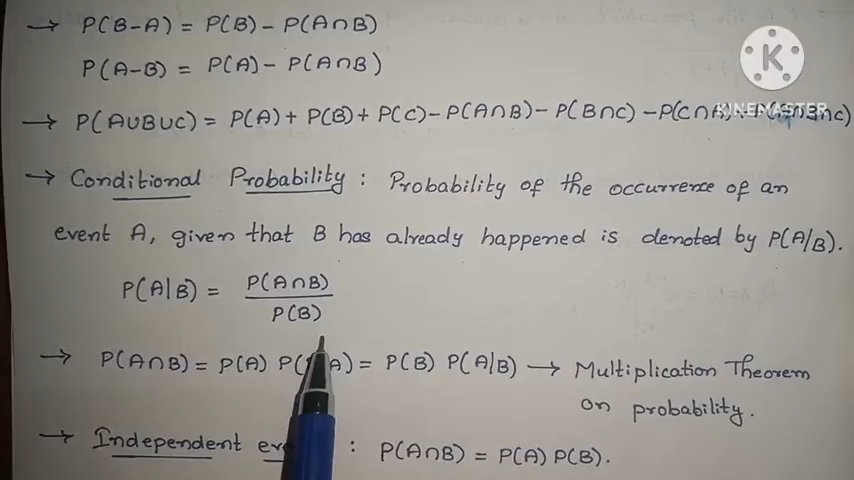 → P(B-A) = P(B) - P(A∩B)
P(A-B) = P(A) - P(A∩B)
→ P(A∪B∪C) = P(A) + P(B) + P(C) - P(A∩B) - P(B∩C) - P(C∩A)
KINEMASTER
→ Conditional Probability : Probability of the occurrence of an
event A, given that B has already happened is denoted by P(A/B).
P(A|B) = P(A∩B)
P(B)
→ P(A∩B) = P(A) P( A) = P(B) P(A|B) → Multiplication Theorem
on probability.
→ Independent : P(A∩B) = P(A) P(B).